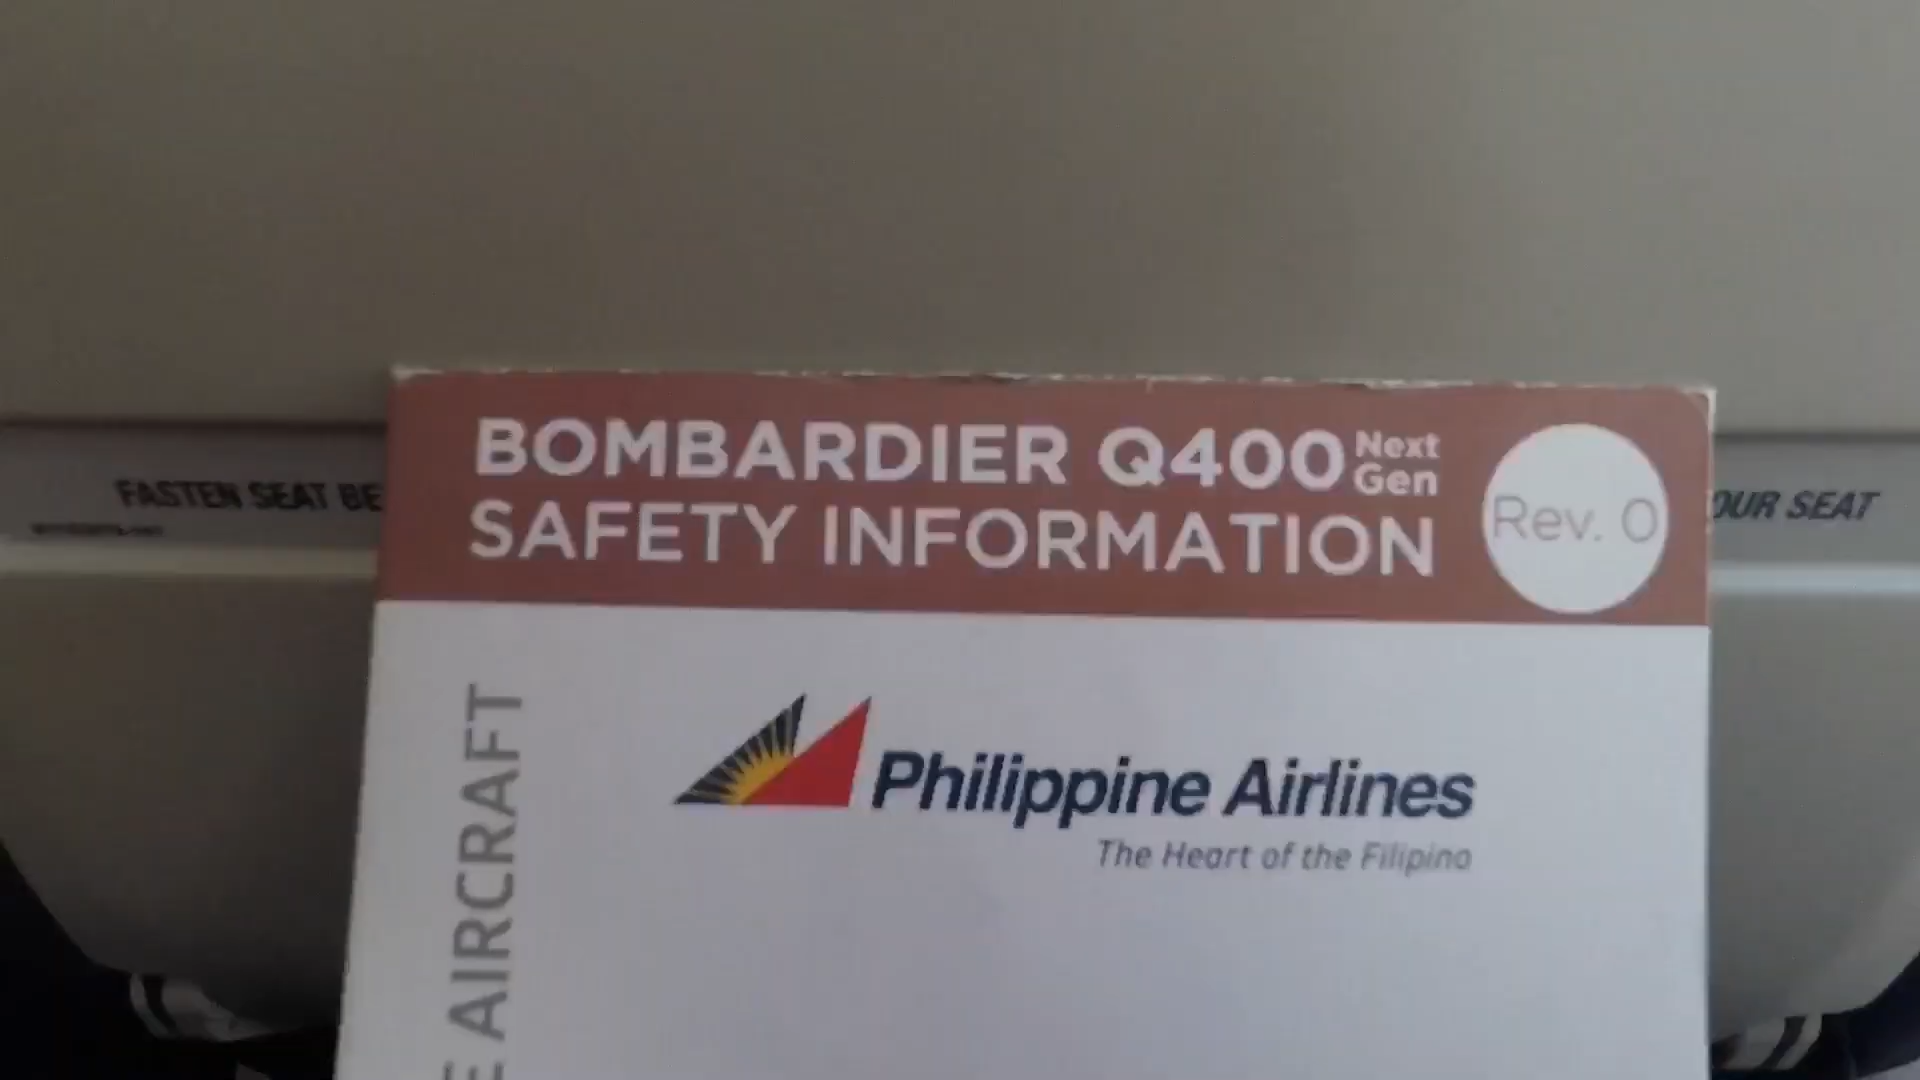 BOMBARDIER Q400 Next Gen
SAFETY INFORMATION
Rev. 0
FASTEN SEAT BE
OUR SEAT
Philippine Airlines
The Heart of the Filipino
E AIRCRAFT